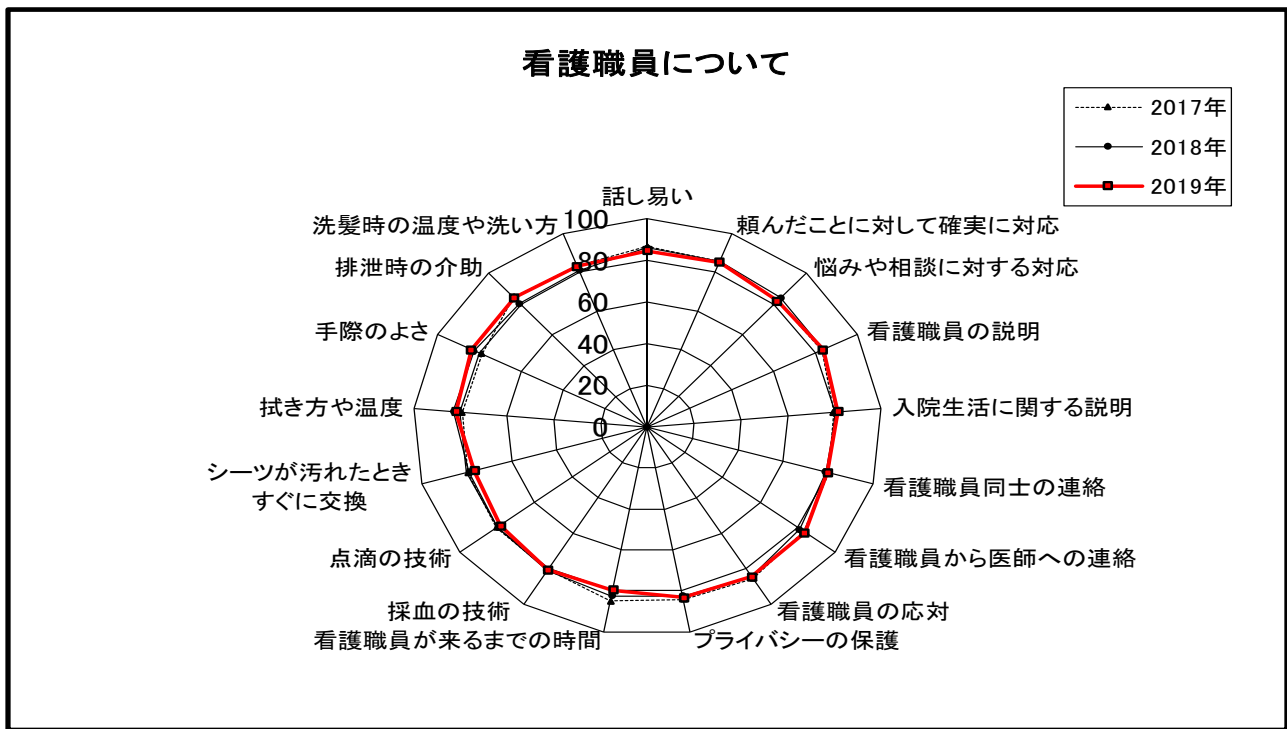 看護職員について
2017年
2018年
2019年
話し易い
頼んだことに対して確実に対応
悩みや相談に対する対応
看護職員の説明
入院生活に関する説明
看護職員同士の連絡
看護職員から医師への連絡
看護職員の応対
プライバシーの保護
看護職員が来るまでの時間
採血の技術
点滴の技術
シーツが汚れたとき
すぐに交換
拭き方や温度
手際のよさ
排泄時の介助
洗髪時の温度や洗い方
100
80
60
40
20
0